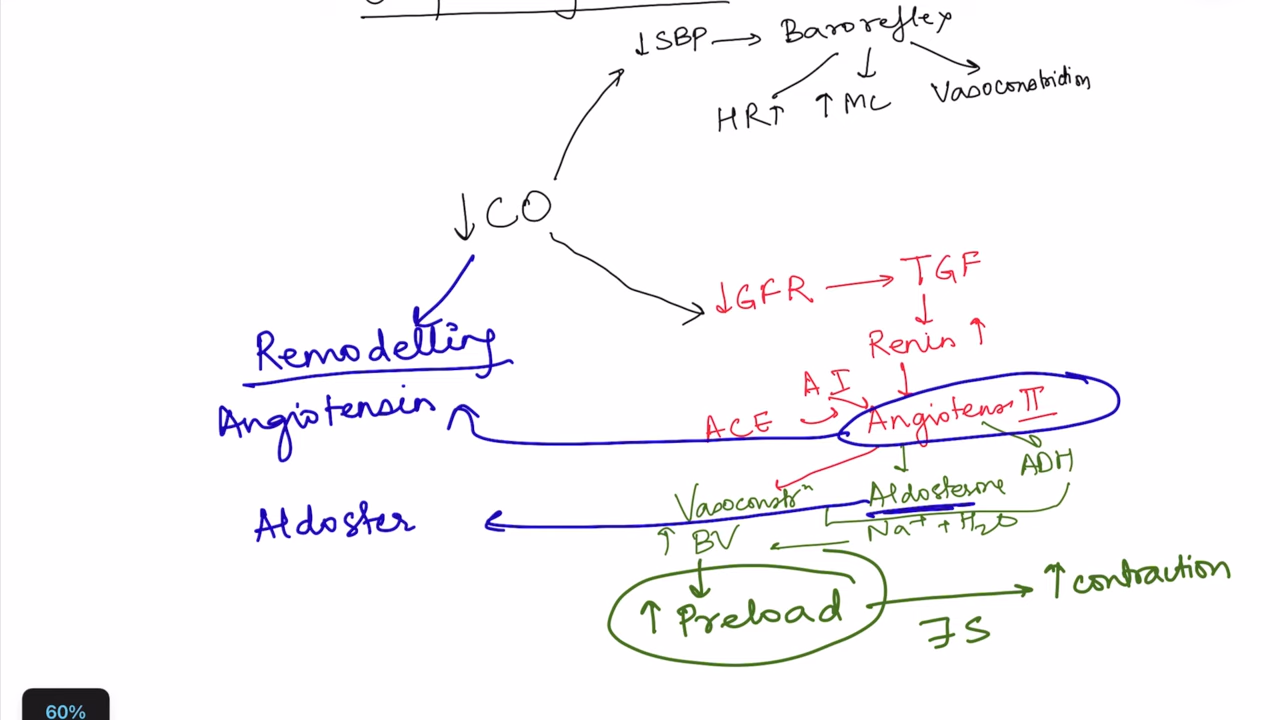 ↓SBP → Baroreflex
HR↑ ↑MC Vasoconstriction
↓CO
↓GFR → TGF
Renin ↑
Remodelling
AI
Angiotensin
ACE
Angiotens II
ADH
Vasoconstrⁿ
Aldosterone
Aldoster
Na⁺ + H₂O
↑ BV
↑ Preload
↑ contraction
FS
60%